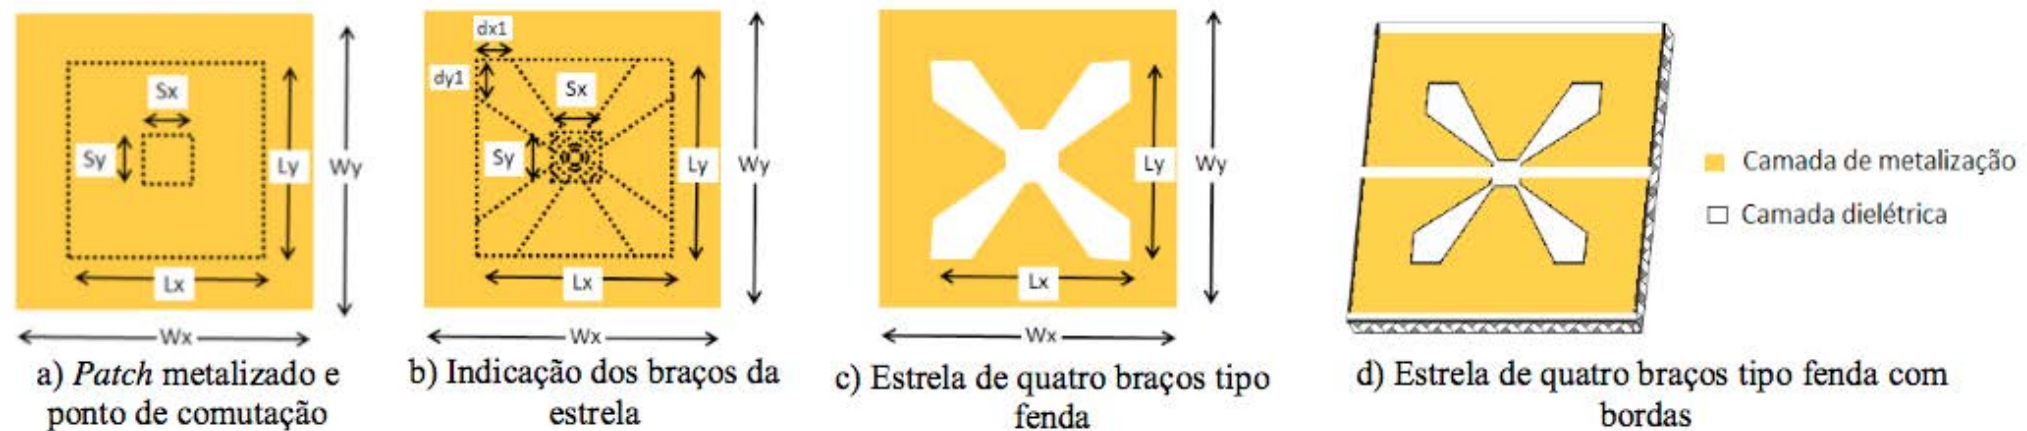 Sx
Sy
Ly
Wy
Lx
Wx
a) Patch metalizado e
ponto de comutação
dx1
dy1
Sx
Sy
Ly
Wy
Lx
Wx
b) Indicação dos braços da
estrela
Ly
Wy
Lx
Wx
c) Estrela de quatro braços tipo
fenda
Camada de metalização
Camada dielétrica
d) Estrela de quatro braços tipo fenda com
bordas